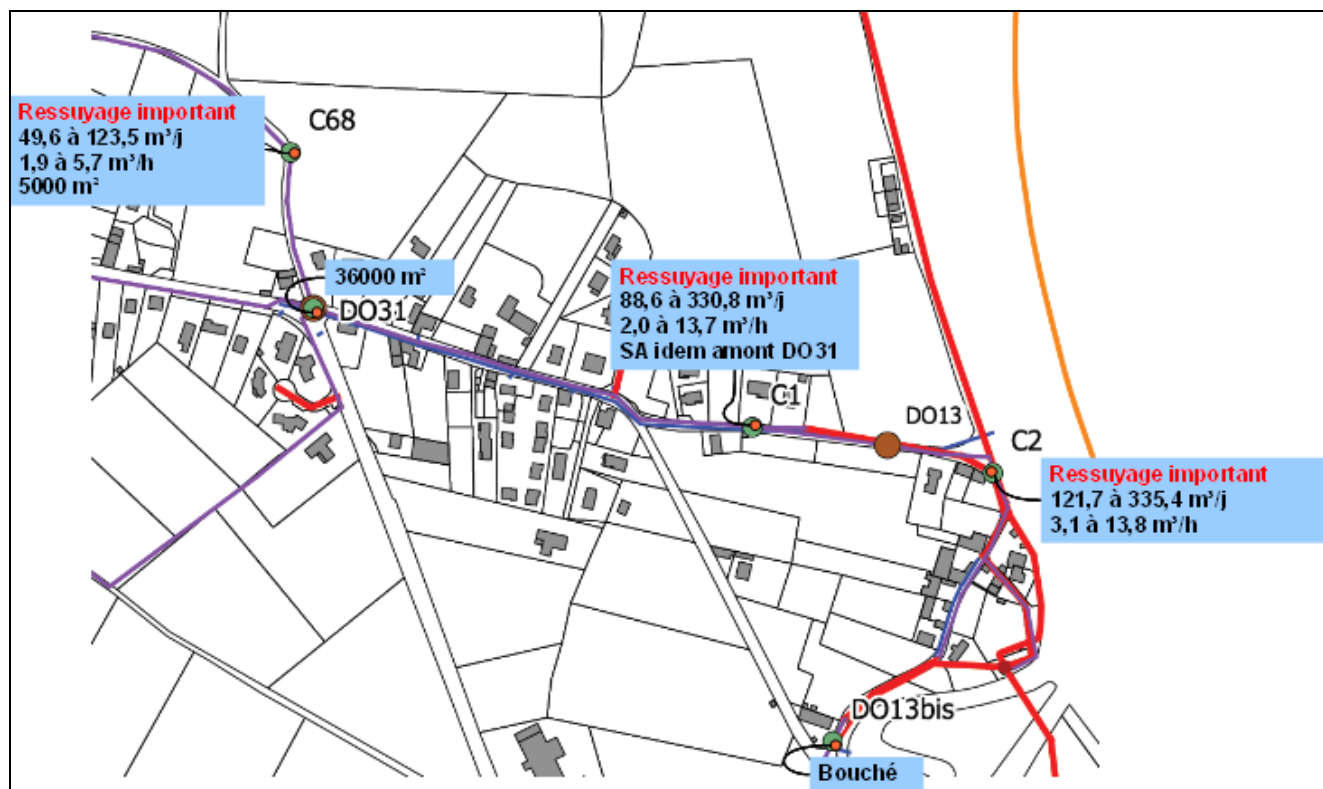 Ressuyage important
49,6 à 123,5 m³/j
1,9 à 5,7 m³/h
5000 m²
C68
36000 m²
DO31
Ressuyage important
88,6 à 330,8 m³/j
2,0 à 13,7 m³/h
SA idem amont DO31
C1
DO13
C2
Ressuyage important
121,7 à 335,4 m³/j
3,1 à 13,8 m³/h
DO13bis
Bouché